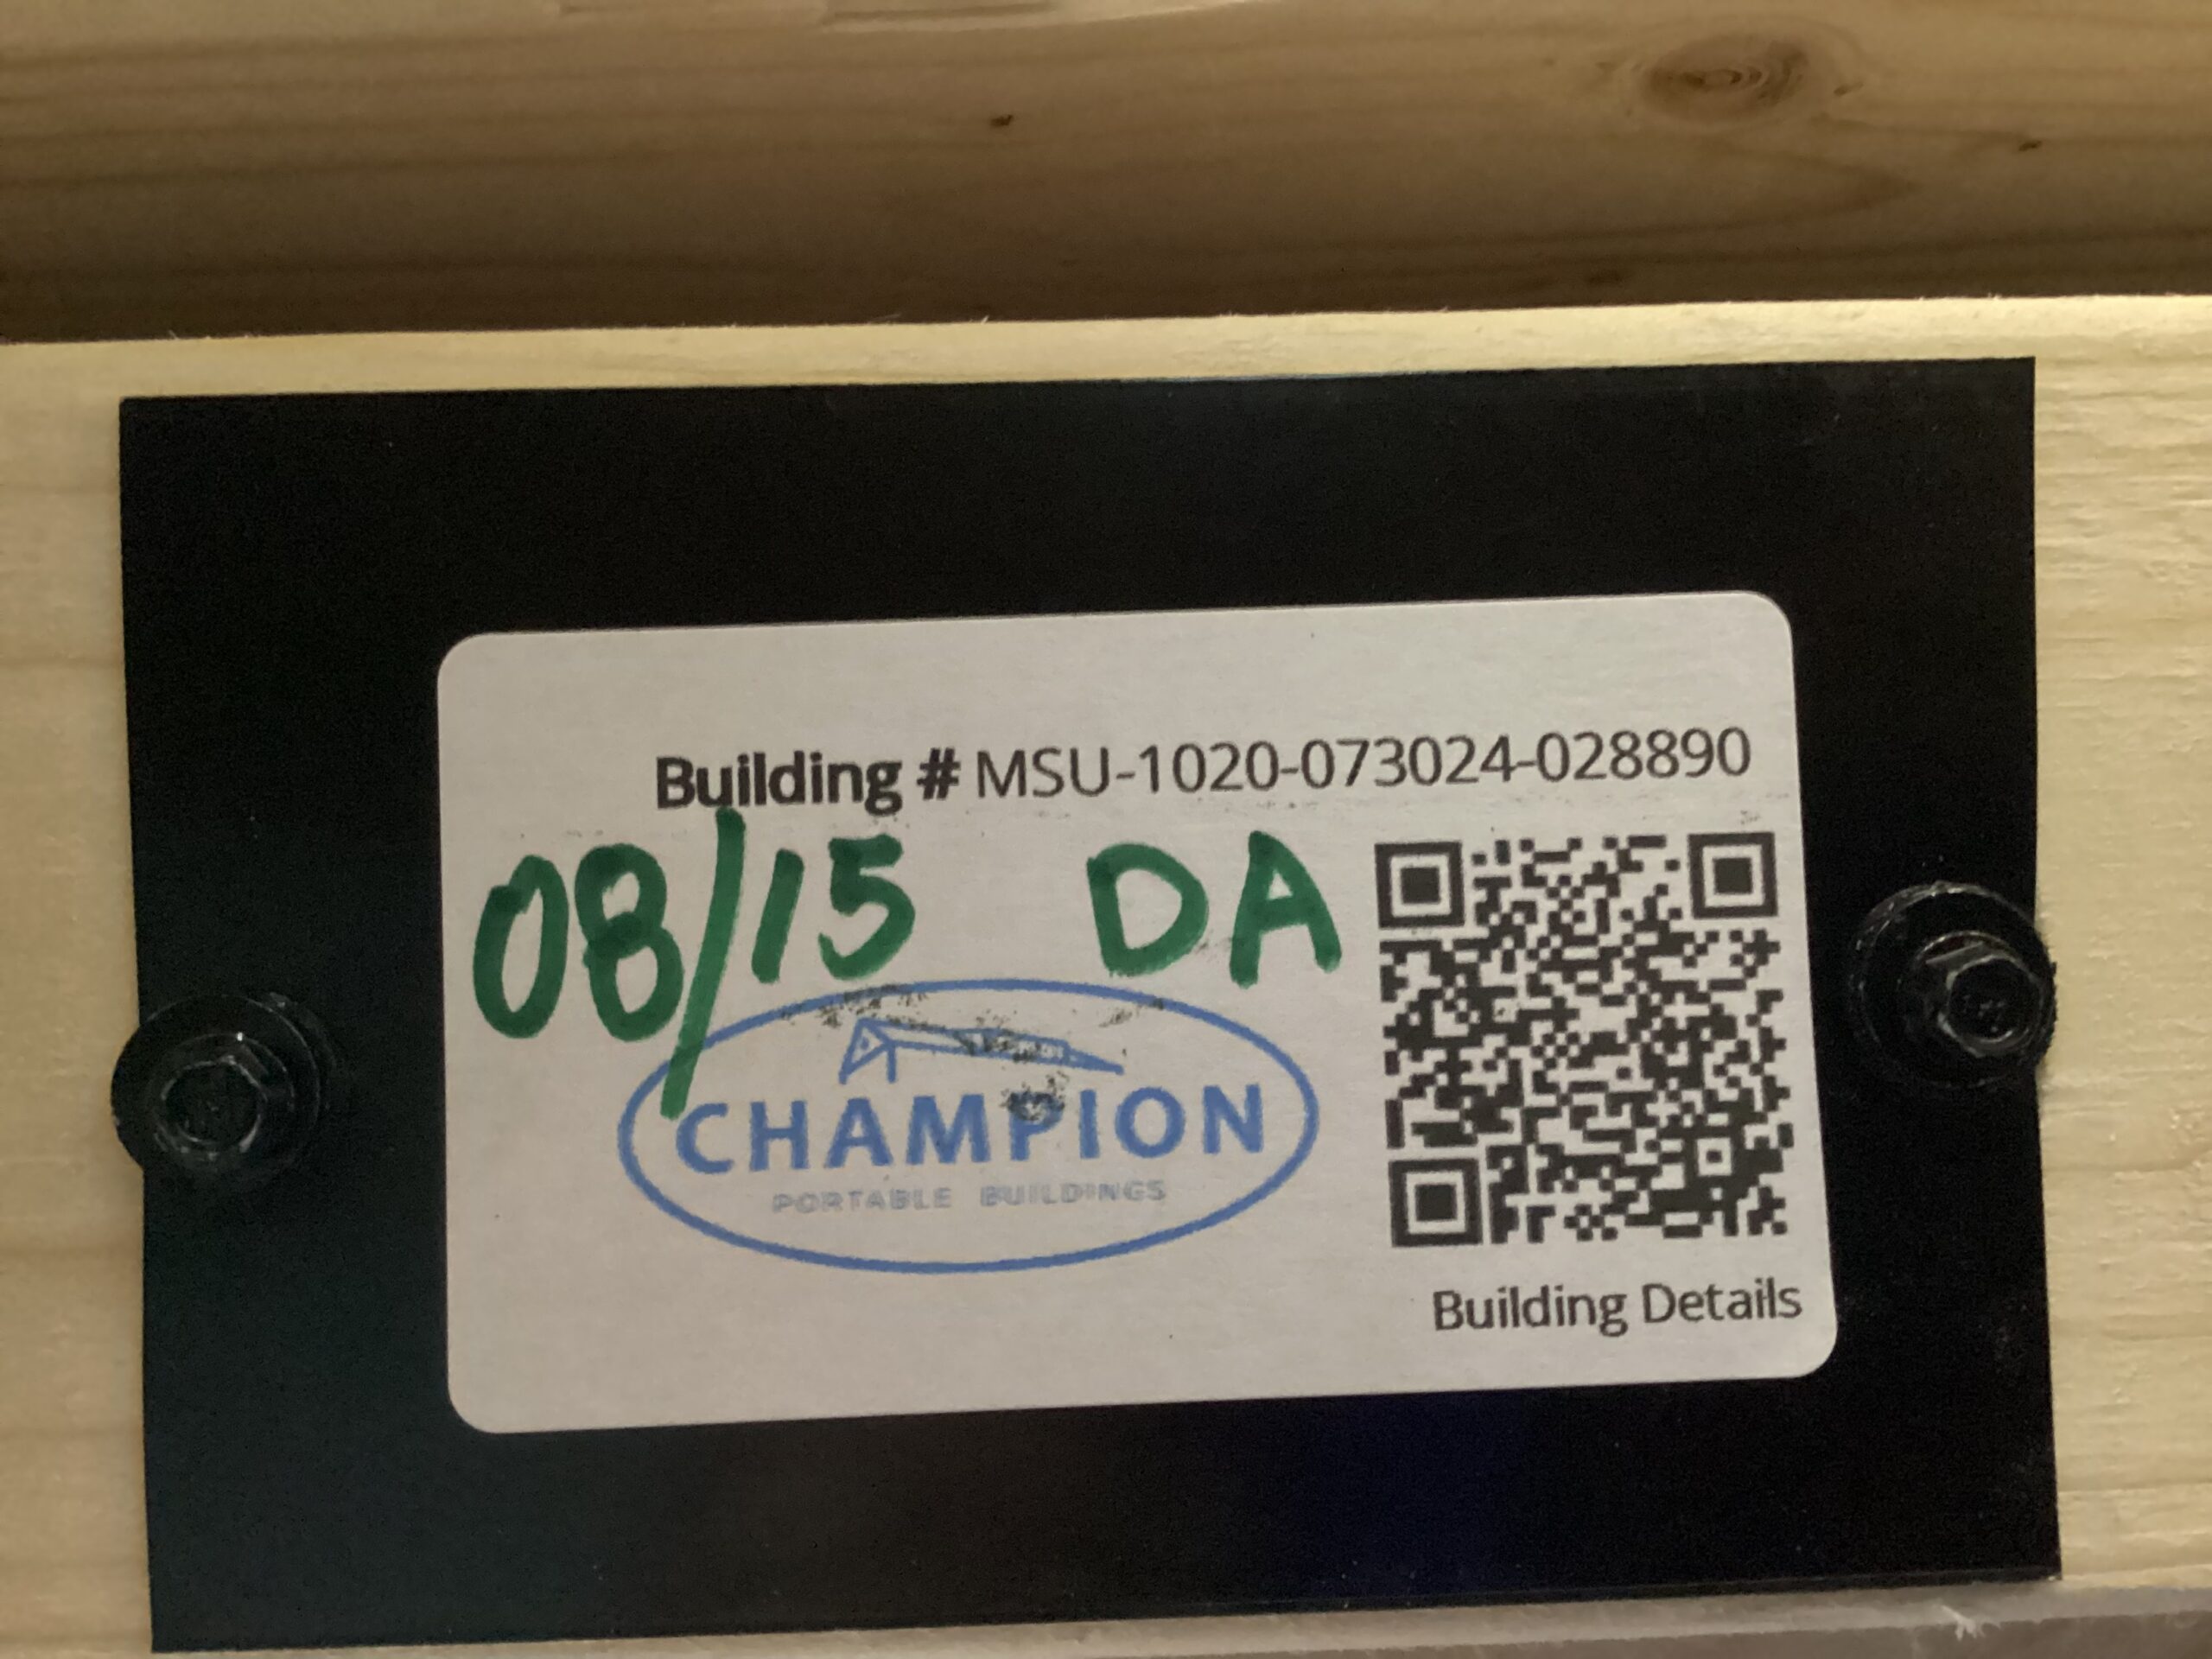 Building # MSU-1020-073024-028890
08/15 DA
CHAMPION
PORTABLE BUILDINGS
Building Details